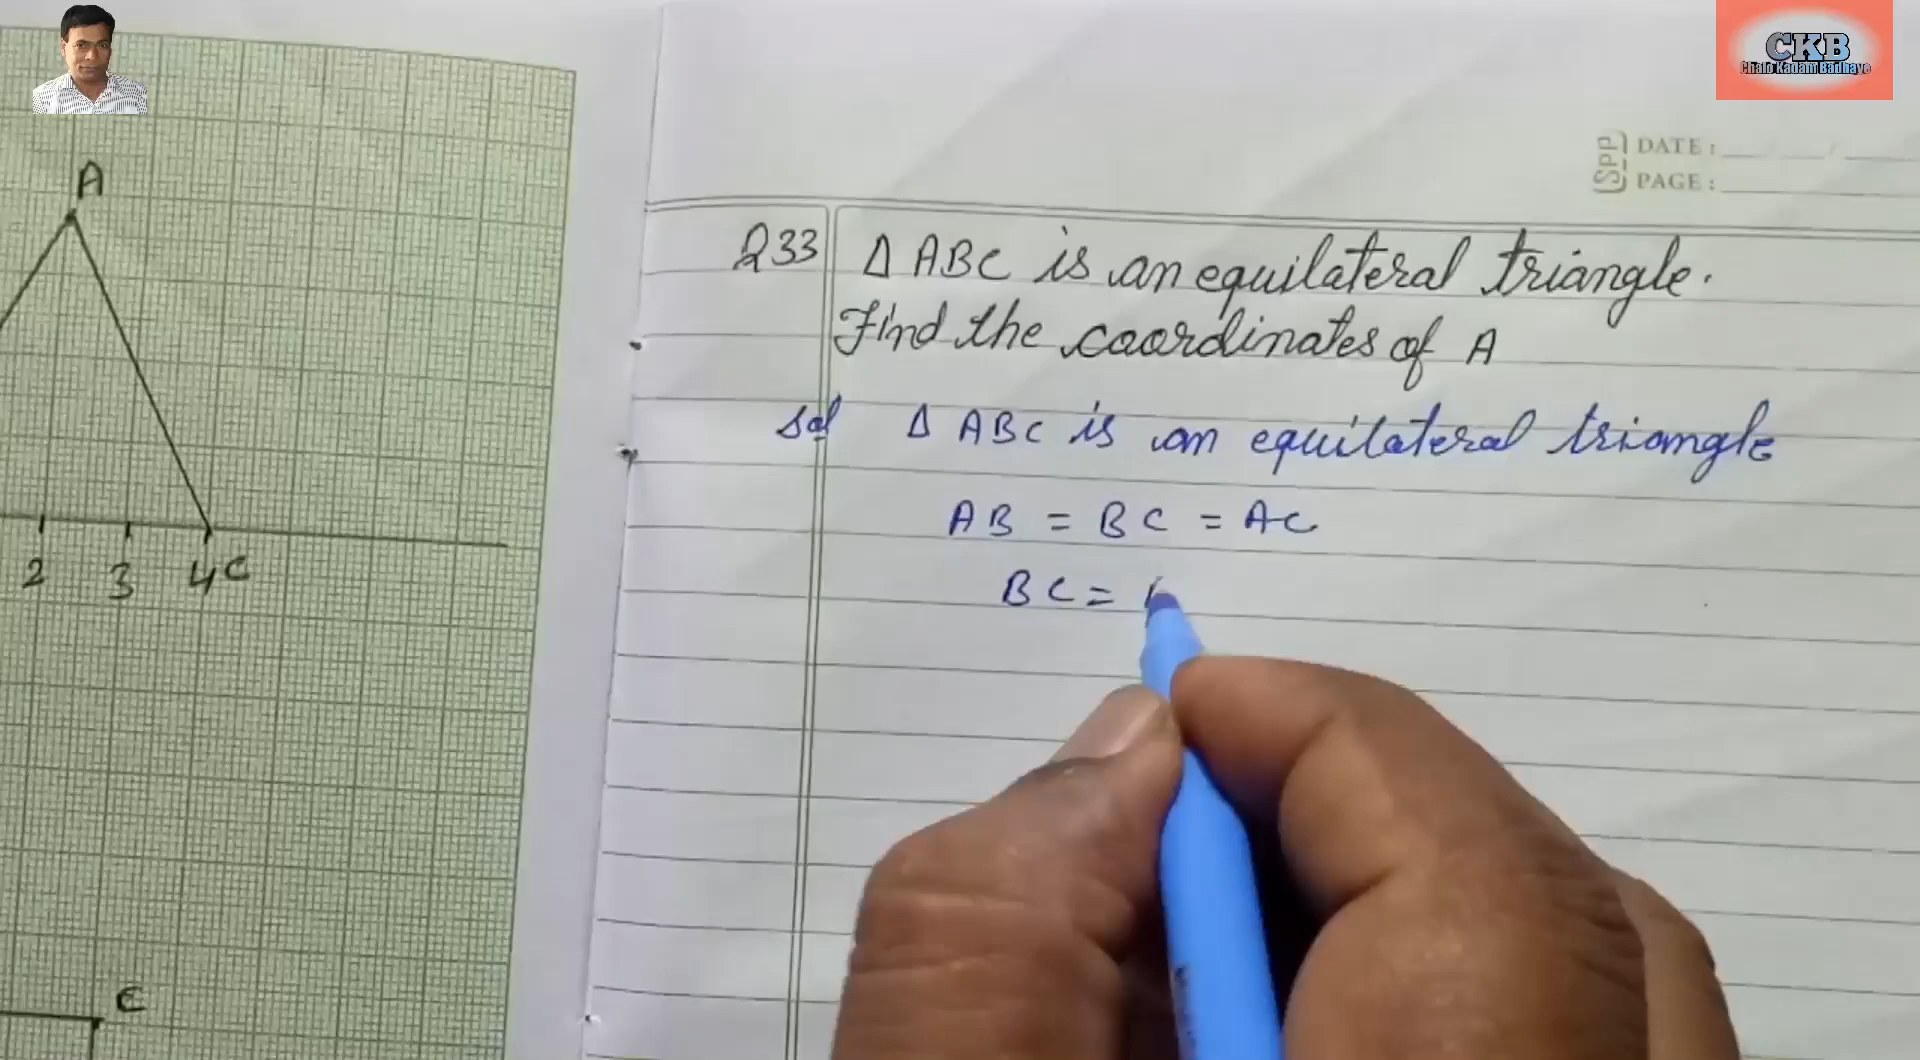 CKB
Chalo Kadam Badhaye
SPP
DATE :
PAGE :
A
2 3 4 C
C
Q33 Δ ABC is an equilateral triangle.
Find the coordinates of A
Sol Δ ABC is an equilateral triangle
AB = BC = AC
BC =